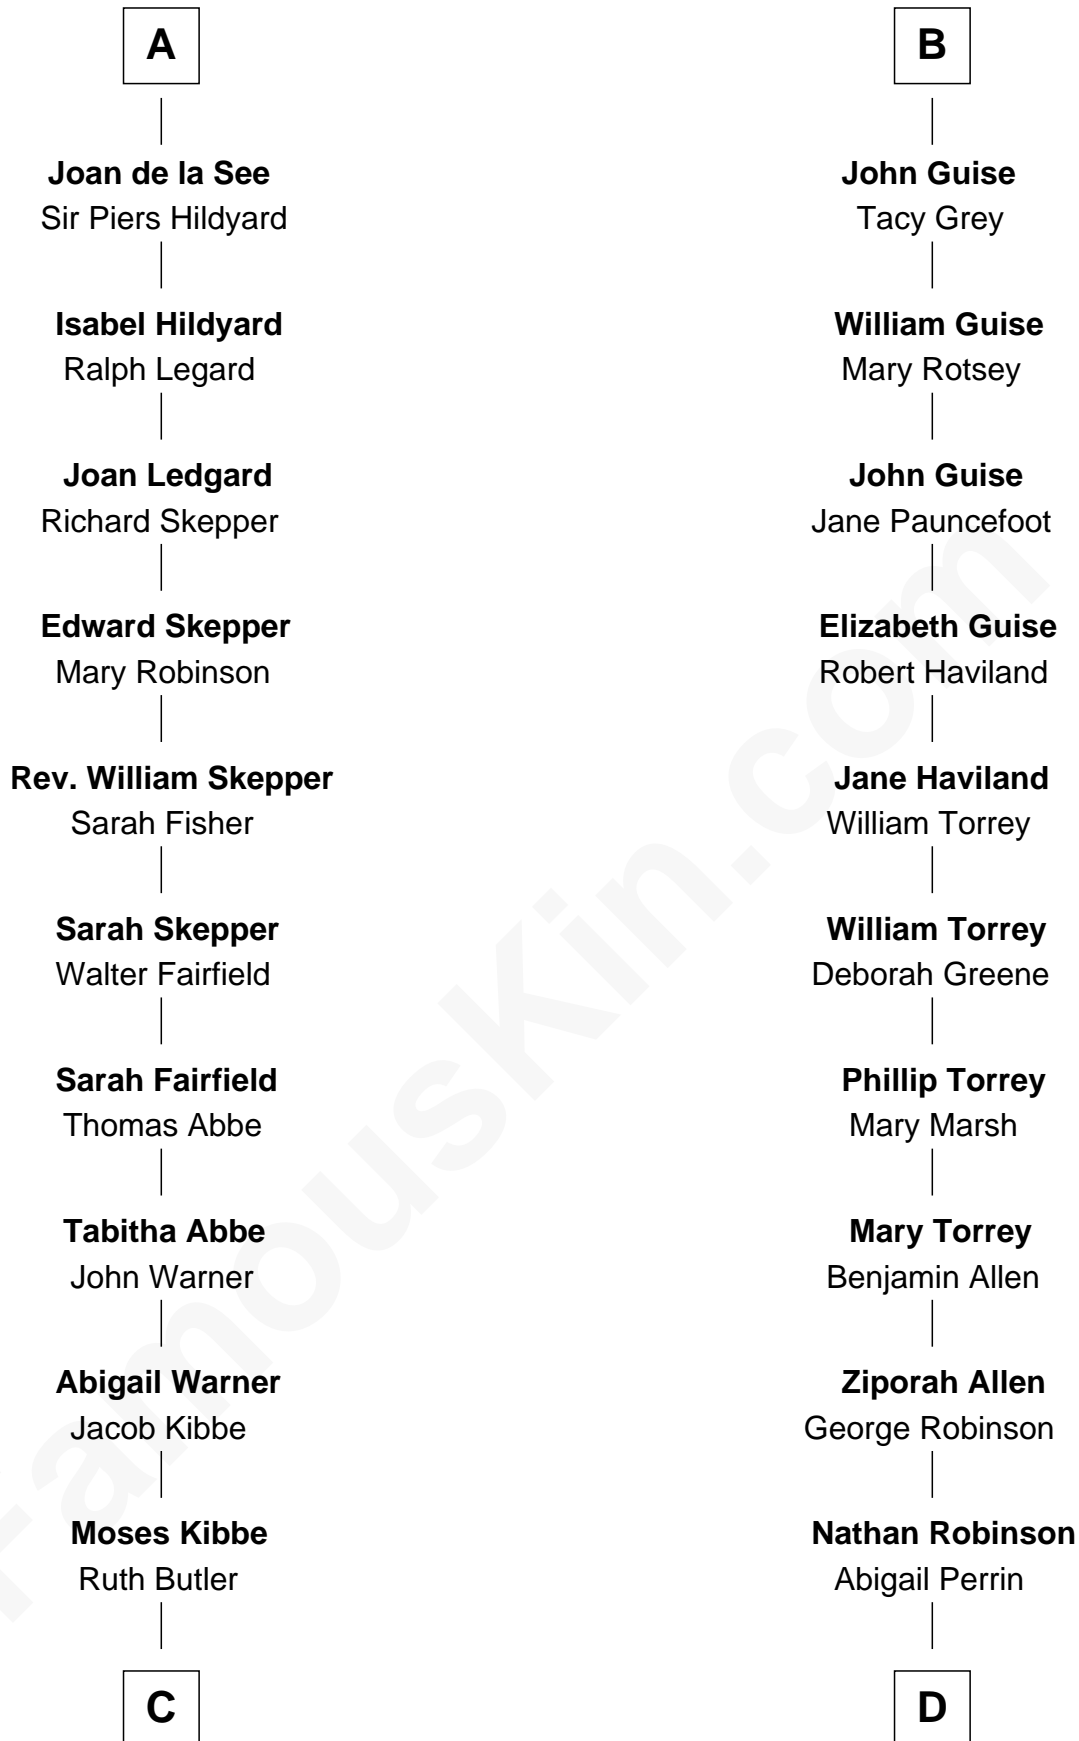 A
Joan de la See
Sir Piers Hildyard
Isabel Hildyard
Ralph Legard
Joan Ledgard
Richard Skepper
Edward Skepper
Mary Robinson
Rev. William Skepper
Sarah Fisher
Sarah Skepper
Walter Fairfield
Sarah Fairfield
Thomas Abbe
Tabitha Abbe
John Warner
Abigail Warner
Jacob Kibbe
Moses Kibbe
Ruth Butler
C
B
John Guise
Tacy Grey
William Guise
Mary Rotsey
John Guise
Jane Pauncefoot
Elizabeth Guise
Robert Haviland
Jane Haviland
William Torrey
William Torrey
Deborah Greene
Phillip Torrey
Mary Marsh
Mary Torrey
Benjamin Allen
Ziporah Allen
George Robinson
Nathan Robinson
Abigail Perrin
D
FamousKin.com